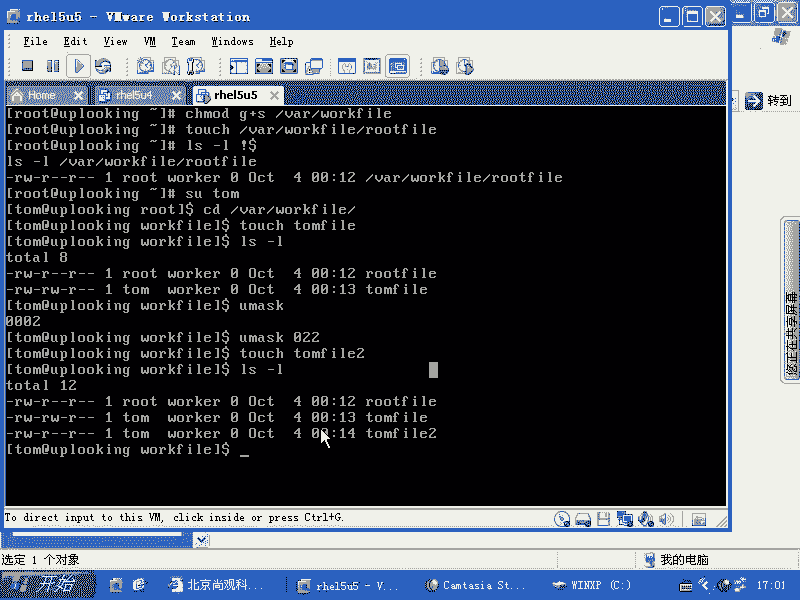 rhel5u5 - VMware Workstation
File Edit View VM Team Windows Help
Home rhel5u4 rhel5u5
转到
[root@uplooking ~]# chmod g+s /var/workfile
[root@uplooking ~]# touch /var/workfile/rootfile
[root@uplooking ~]# ls -l !$
ls -l /var/workfile/rootfile
-rw-r--r-- 1 root worker 0 Oct  4 00:12 /var/workfile/rootfile
[root@uplooking ~]# su tom
[tom@uplooking root]$ cd /var/workfile/
[tom@uplooking workfile]$ touch tomfile
[tom@uplooking workfile]$ ls -l
total 8
-rw-r--r-- 1 root worker 0 Oct  4 00:12 rootfile
-rw-rw-r-- 1 tom  worker 0 Oct  4 00:13 tomfile
[tom@uplooking workfile]$ umask
0002
[tom@uplooking workfile]$ umask 022
[tom@uplooking workfile]$ touch tomfile2
[tom@uplooking workfile]$ ls -l
total 12
-rw-r--r-- 1 root worker 0 Oct  4 00:12 rootfile
-rw-rw-r-- 1 tom  worker 0 Oct  4 00:13 tomfile
-rw-rw-r-- 1 tom  worker 0 Oct  4 00:14 tomfile2
[tom@uplooking workfile]$ _
您正在共享屏幕
To direct input to this VM, click inside or press Ctrl+G.
选定 1 个对象
我的电脑
开始 北京尚观科... rhel5u5 - V... Camtasia St... WINXP (C:) 17:01